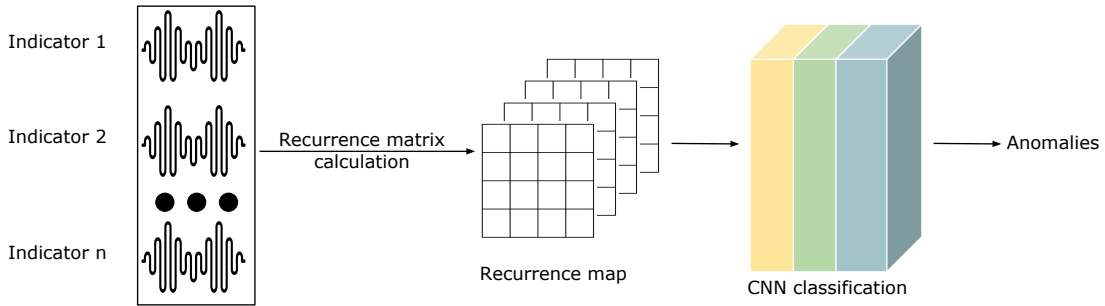 Indicator 1
Indicator 2
Indicator n
Recurrence matrix
calculation
Recurrence map
CNN classification
Anomalies